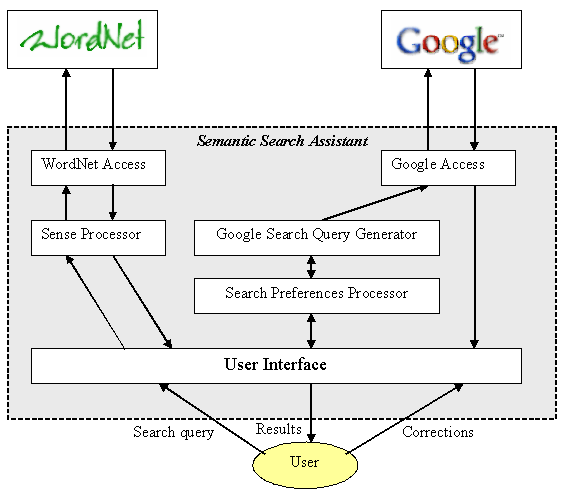 WordNet
Google™
Semantic Search Assistant
WordNet Access
Google Access
Sense Processor
Google Search Query Generator
Search Preferences Processor
User Interface
Search query
Results
Corrections
User